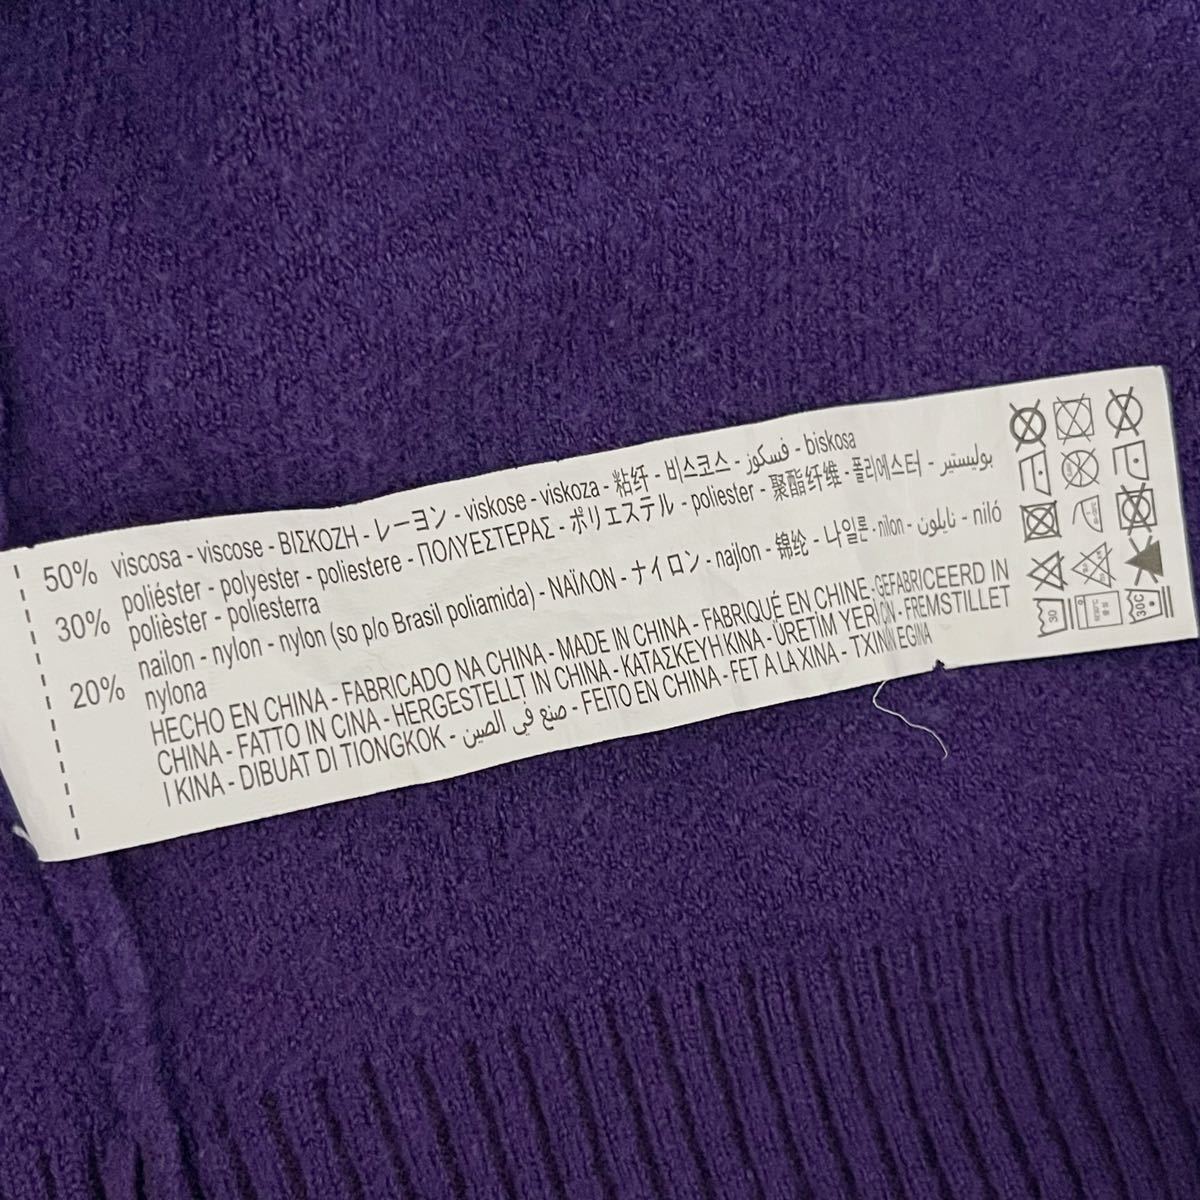 50% viscosa - viscose - ΒΙΣΚΟΖΗ - レーヨン - viskose - viskoza - 粘纤 - 비스코스 - فسكوز - biskosa
30% poliéster - polyester - poliestere - ΠΟΛΥΕΣΤΕΡΑΣ - ポリエステル - poliester - 聚酯纤维 - 폴리에스터 - بوليستير
polièster - poliesterra
20% nailon - nylon - nylon (so p/o Brasil poliamida) - ΝΑΪΛΟΝ - ナイロン - najlon - 锦纶 - 나일론 - nilon - نايلون - niló
nylona
HECHO EN CHINA - FABRICADO NA CHINA - MADE IN CHINA - FABRIQUÉ EN CHINE - GEFABRICEERD IN
CHINA - FATTO IN CINA - HERGESTELLT IN CHINA - ΚΑΤΑΣΚΕΥΗ ΚΙΝΑ - ÜRETIM YERI CIN - FREMSTILLET
I KINA - DIBUAT DI TIONGKOK - صنع في الصين - FEITO EN CHINA - FET A LA XINA - TXINAN EGINA
30
30°C